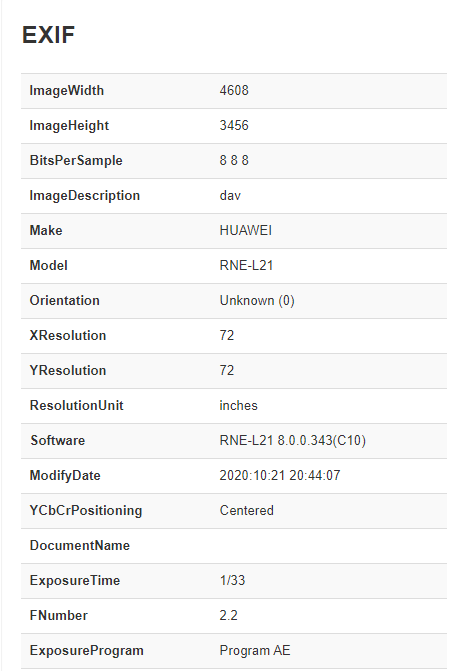 EXIF
ImageWidth 4608
ImageHeight 3456
BitsPerSample 8 8 8
ImageDescription dav
Make HUAWEI
Model RNE-L21
Orientation Unknown (0)
XResolution 72
YResolution 72
ResolutionUnit inches
Software RNE-L21 8.0.0.343(C10)
ModifyDate 2020:10:21 20:44:07
YCbCrPositioning Centered
DocumentName
ExposureTime 1/33
FNumber 2.2
ExposureProgram Program AE